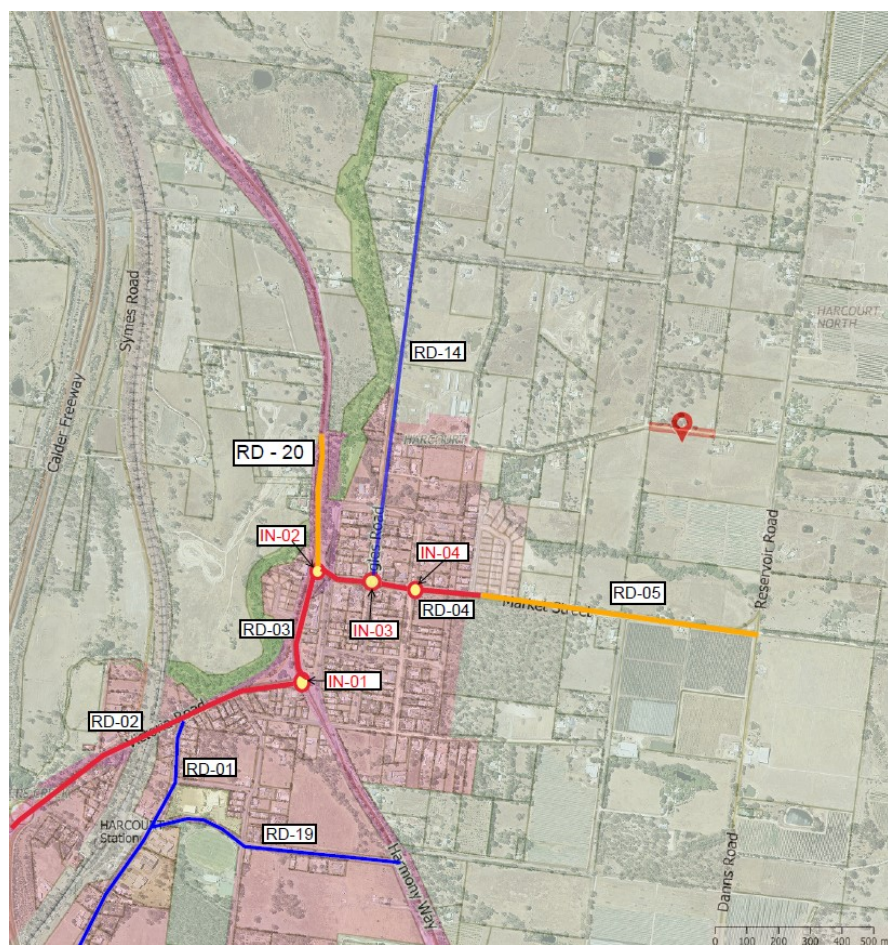 Symes Road
Calder Freeway
RD-14
HARCOURT
NORTH
HARCOURT
RD - 20
IN-02
IN-04
Reservoir Road
RD-05
RD-04
Market Street
RD-03
IN-03
IN-01
RD-02
Road
RD-01
HARCOURT
Station
RD-19
Harmony
Way
Danns Road
0 100 200 300 400 500 m